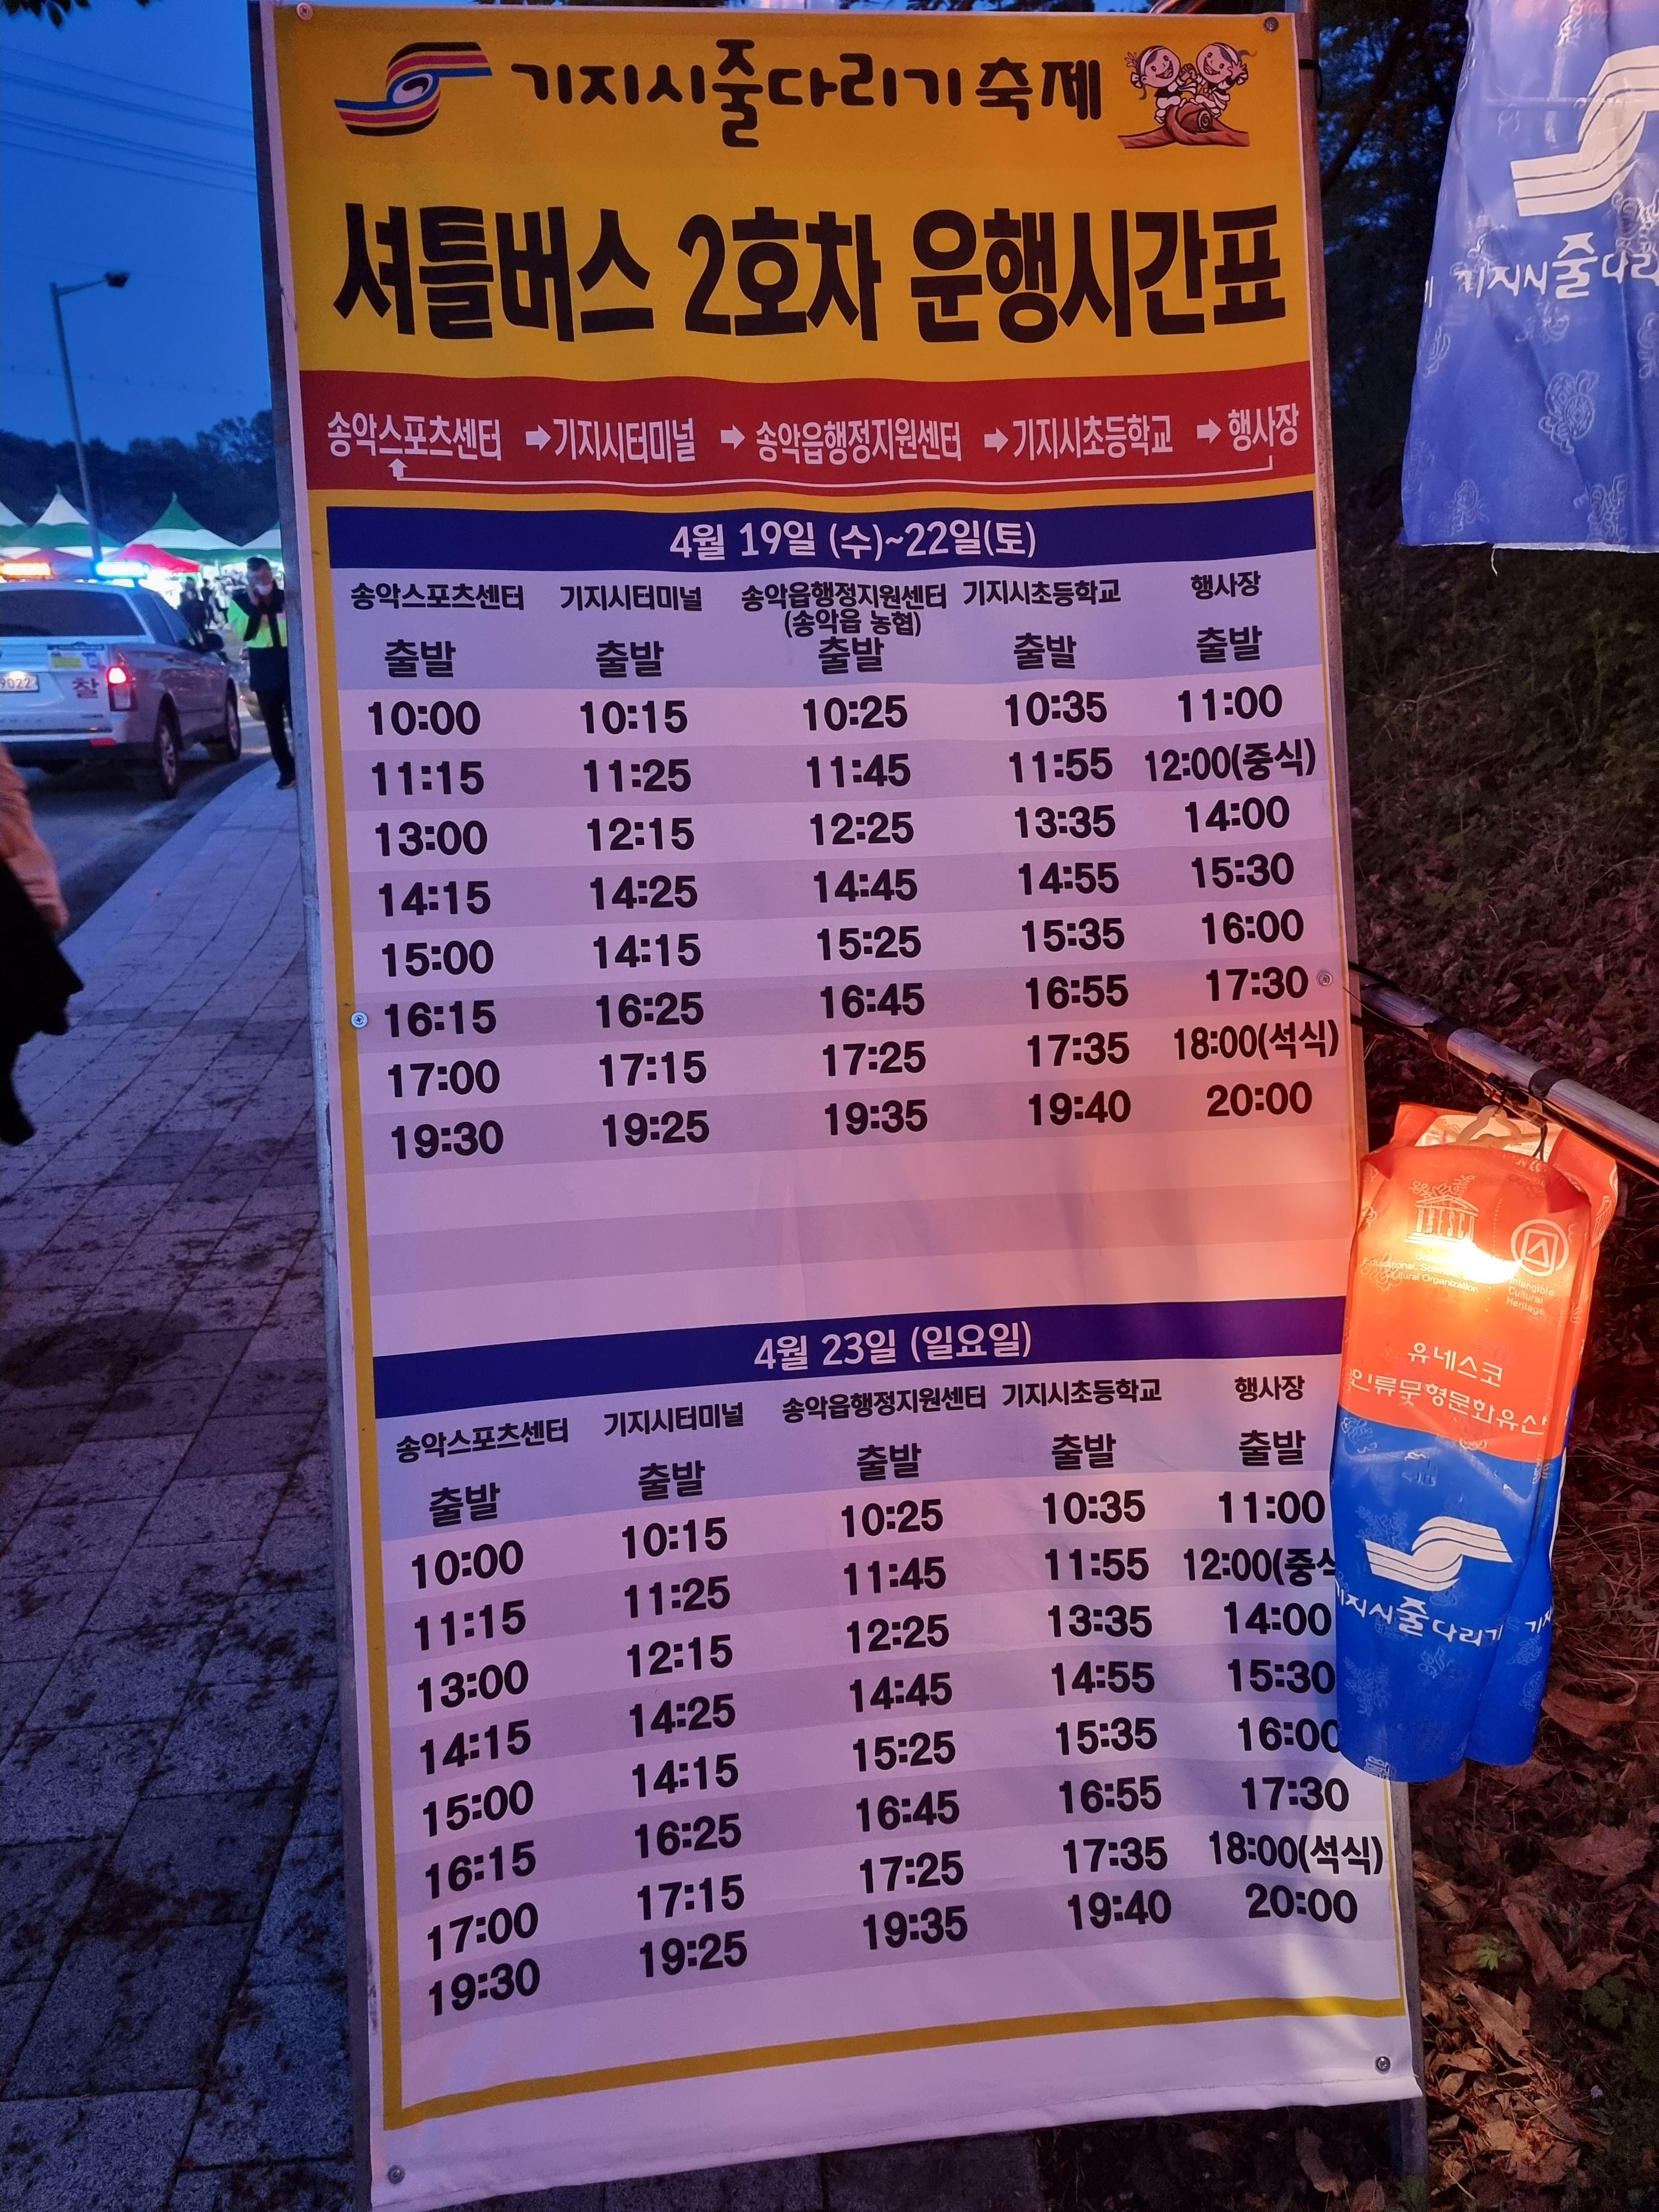 기지시줄다리기 축제
셔틀버스 2호차 운행시간표
송악스포츠센터 ➡기지시터미널 ➡ 송악읍행정지원센터 ➡기지시초등학교 ➡ 행사장
4월 19일 (수)~22일(토)
송악스포츠센터 기지시터미널 송악읍행정지원센터 기지시초등학교 행사장
(송악읍 농협)
출발 출발 출발 출발 출발
10:00 10:15 10:25 10:35 11:00
11:15 11:25 11:45 11:55 12:00(중식)
13:00 12:15 12:25 13:35 14:00
14:15 14:25 14:45 14:55 15:30
15:00 14:15 15:25 15:35 16:00
16:15 16:25 16:45 16:55 17:30
17:00 17:15 17:25 17:35 18:00(석식)
19:30 19:25 19:35 19:40 20:00
4월 23일 (일요일)
송악스포츠센터 기지시터미널 송악읍행정지원센터 기지시초등학교 행사장
출발 출발 출발 출발 출발
10:00 10:15 10:25 10:35 11:00
11:15 11:25 11:45 11:55 12:00(중식
13:00 12:15 12:25 13:35 14:00
14:15 14:25 14:45 14:55 15:30
15:00 14:15 15:25 15:35 16:00
16:15 16:25 16:45 16:55 17:30
17:00 17:15 17:25 17:35 18:00(석식)
19:30 19:25 19:35 19:40 20:00
기지시줄다리
9022
찰
Cultural Organization
Intangible
Cultural
Heritage
유네스코
인류무형문화유산
기지시줄다리기